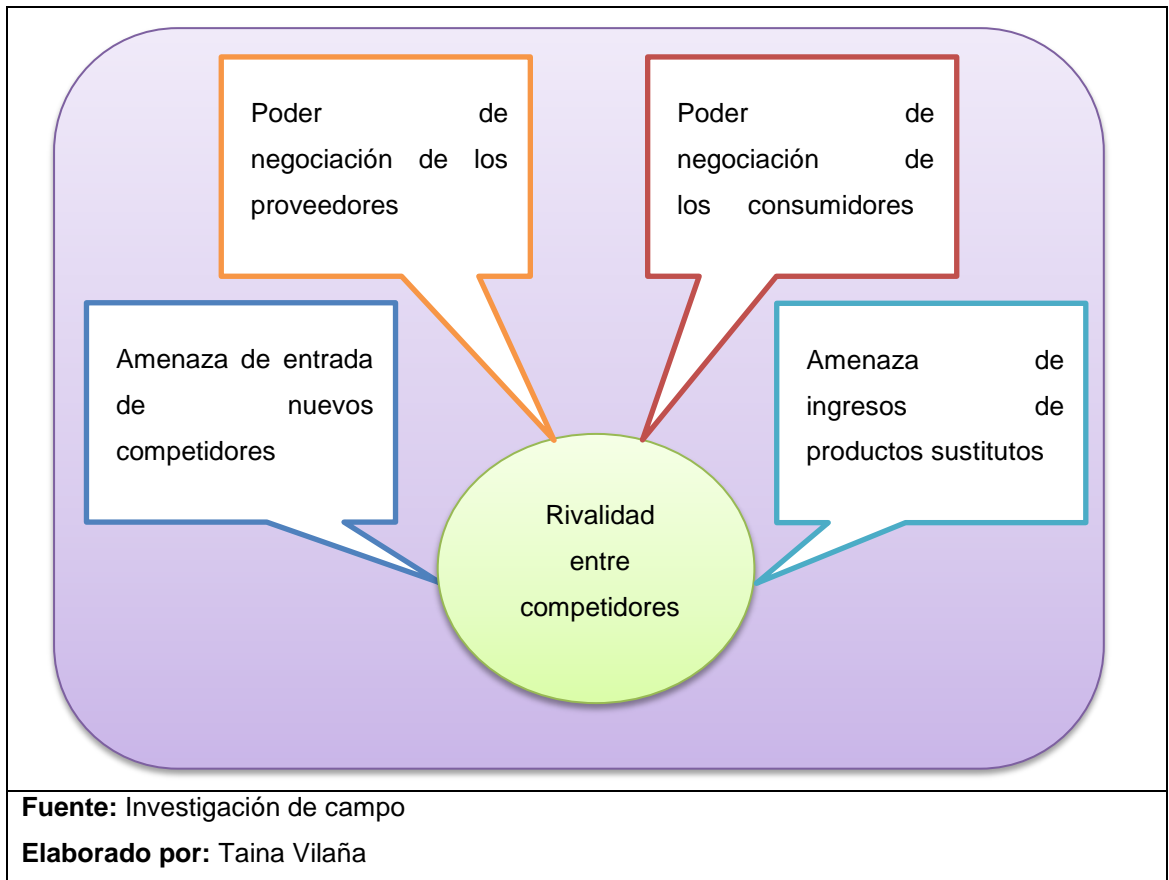 Poder de
negociación de los
proveedores
Poder de
negociación de
los consumidores
Amenaza de entrada
de nuevos
competidores
Amenaza de
ingresos de
productos sustitutos
Rivalidad
entre
competidores
Fuente: Investigación de campo
Elaborado por: Taina Vilaña